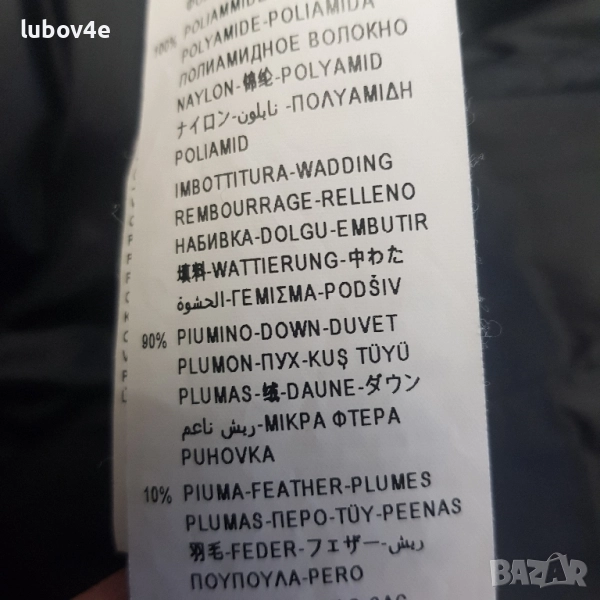 lubov4e
POLIAMMIDE
100% POLYAMIDE-POLIAMIDA
ПОЛИАМИДНОЕ ВОЛОКНО
NAYLON-锦纶-POLYAMID
ナイロン-نايلون-ΠΟΛΥΑΜΙΔΗ
POLIAMID
IMBOTTITURA-WADDING
REMBOURRAGE-RELLENO
НАБИВКА-DOLGU-EMBUTIR
填料-WATTIERUNG-中わた
الحشوة-ΓΕΜΙΣΜΑ-PODŠIV
90% PIUMINO-DOWN-DUVET
PLUMON-ПУХ-KUŞ TÜYÜ
PLUMAS-绒-DAUNE-ダウン
ريش ناعم-ΜΙΚΡΑ ΦΤΕΡΑ
PUHOVKA
10% PIUMA-FEATHER-PLUMES
PLUMAS-ПЕРО-TÜY-PEENAS
羽毛-FEDER-フェザー-ريش
ΠΟΥΠΟΥΛΑ-PERO
BAZAR